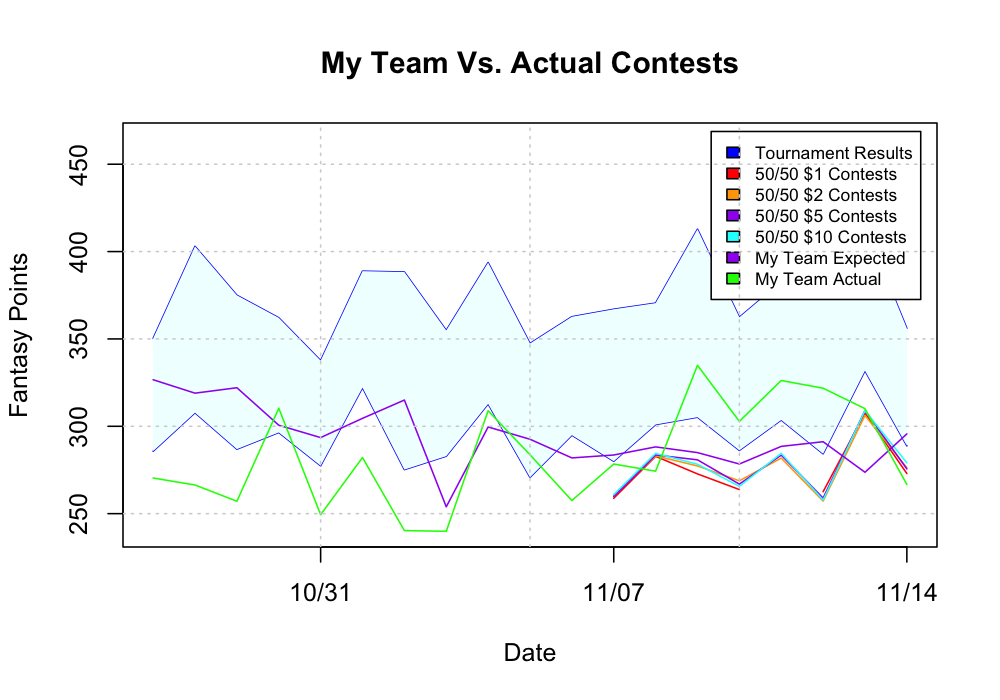 My Team Vs. Actual Contests
Fantasy Points
450
400
350
300
250
Tournament Results
50/50 $1 Contests
50/50 $2 Contests
50/50 $5 Contests
50/50 $10 Contests
My Team Expected
My Team Actual
10/31
11/07
11/14
Date